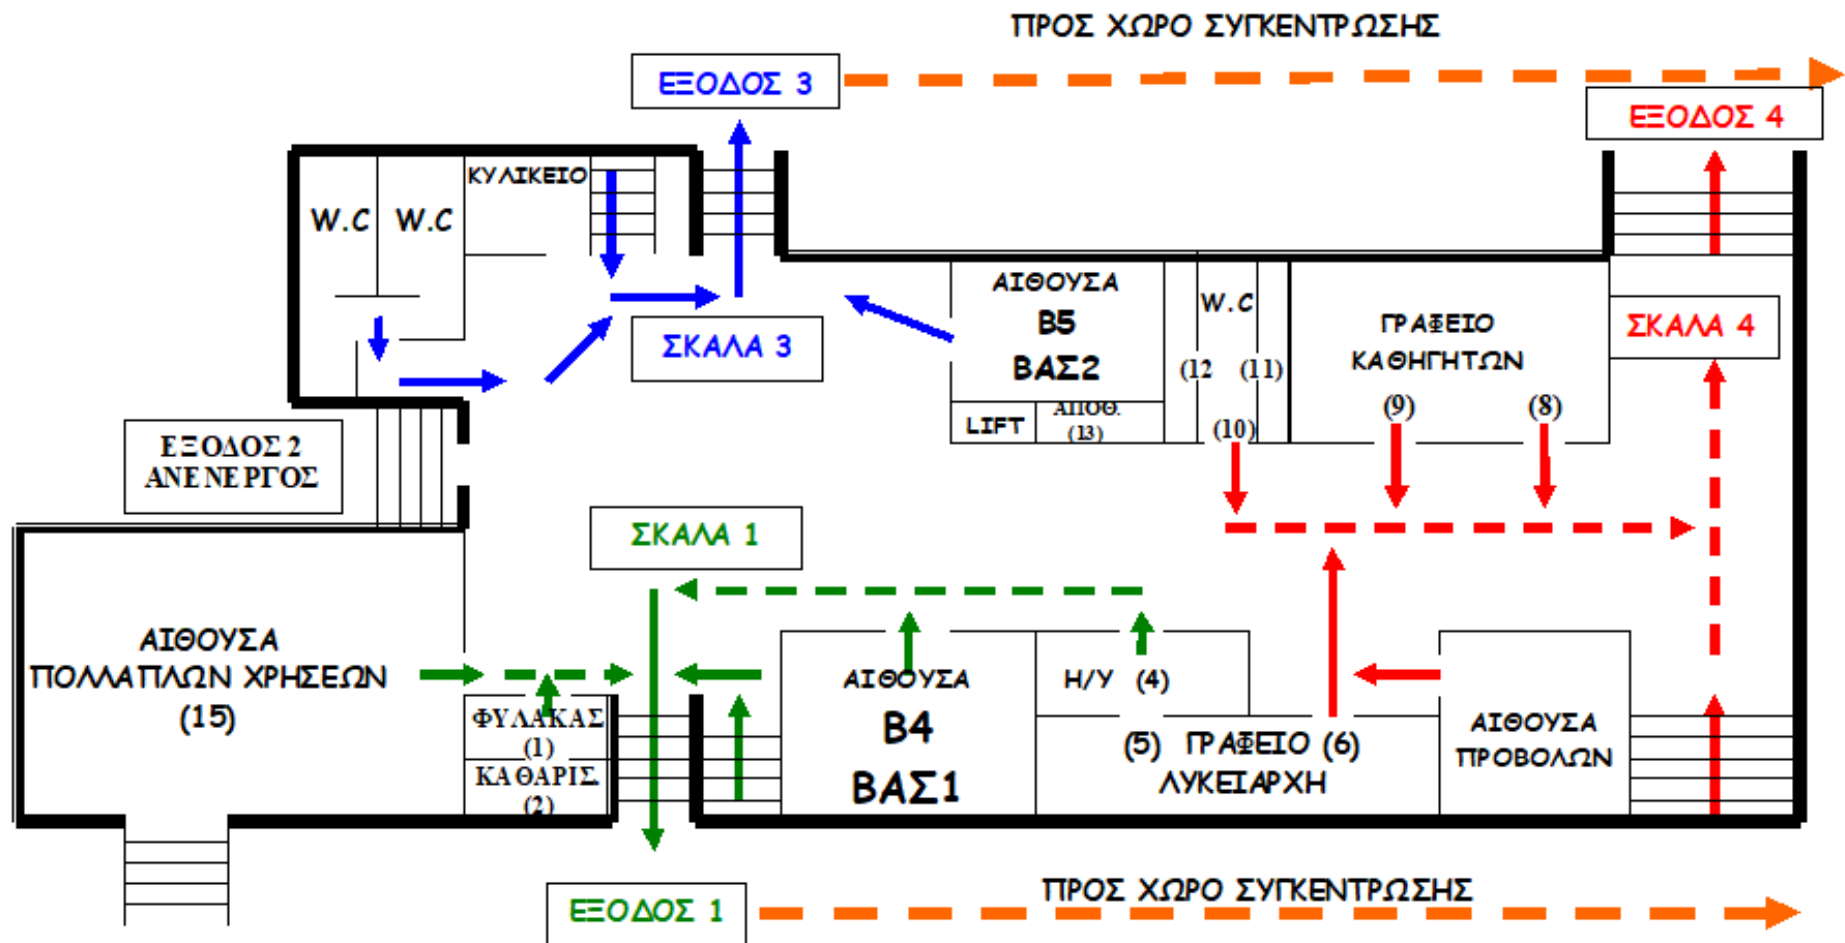 ΠΡΟΣ ΧΩΡΟ ΣΥΓΚΕΝΤΡΩΣΗΣ
ΕΞΟΔΟΣ 3
ΕΞΟΔΟΣ 4
ΚΥΛΙΚΕΙΟ
W.C
W.C
ΑΙΘΟΥΣΑ
Β5
ΒΑΣ2
W.C
(12
(11)
(10)
ΓΡΑΦΕΙΟ
ΚΑΘΗΓΗΤΩΝ
(9)
(8)
ΣΚΑΛΑ 4
ΣΚΑΛΑ 3
LIFT
ΑΠΟΘ.
(13)
ΕΞΟΔΟΣ 2
ΑΝΕΝΕΡΓΟΣ
ΣΚΑΛΑ 1
ΑΙΘΟΥΣΑ
ΠΟΛΛΑΠΛΩΝ ΧΡΗΣΕΩΝ
(15)
ΦΥΛΑΚΑΣ
(1)
ΚΑΘΑΡΙΣ.
(2)
ΑΙΘΟΥΣΑ
Β4
ΒΑΣ1
Η/Υ (4)
(5) ΓΡΑΦΕΙΟ (6)
ΛΥΚΕΙΑΡΧΗ
ΑΙΘΟΥΣΑ
ΠΡΟΒΟΛΩΝ
ΕΞΟΔΟΣ 1
ΠΡΟΣ ΧΩΡΟ ΣΥΓΚΕΝΤΡΩΣΗΣ